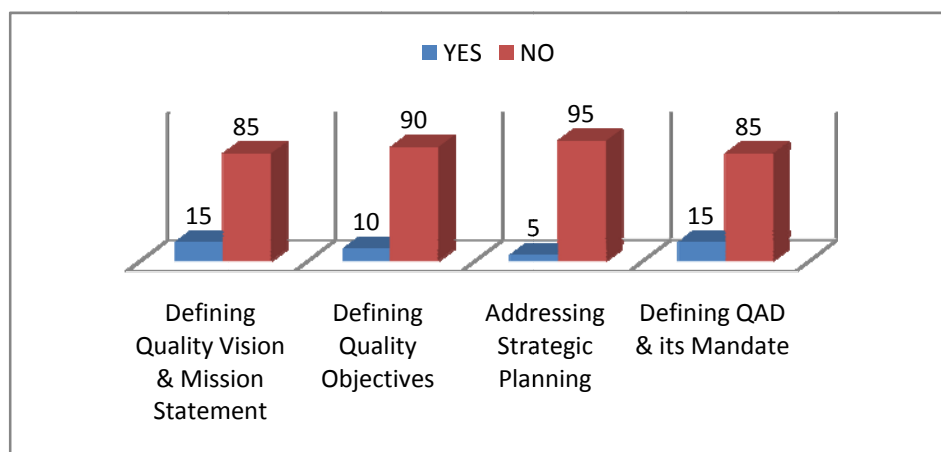 YES NO
85 90 95 85
15 10 5 15
Defining Quality Vision & Mission Statement
Defining Quality Objectives
Addressing Strategic Planning
Defining QAD & its Mandate